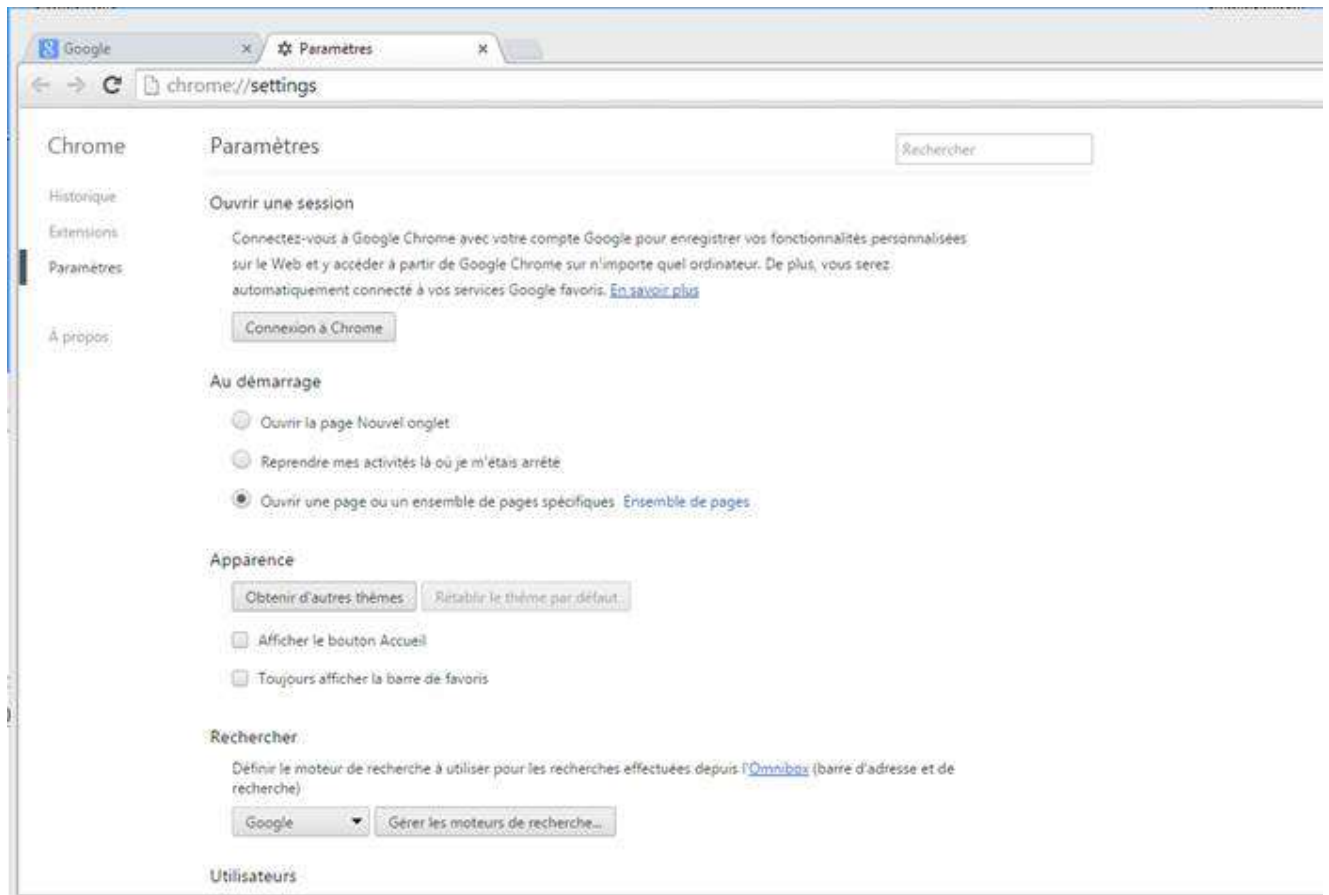 Google
Paramètres
chrome://settings
Chrome
Paramètres
Rechercher
Historique
Extensions
Paramètres
À propos
Ouvrir une session
Connectez-vous à Google Chrome avec votre compte Google pour enregistrer vos fonctionnalités personnalisées
sur le Web et y accéder à partir de Google Chrome sur n'importe quel ordinateur. De plus, vous serez
automatiquement connecté à vos services Google favoris. En savoir plus
Connexion à Chrome
Au démarrage
Ouvrir la page Nouvel onglet
Reprendre mes activités là où je m'étais arrêté
Ouvrir une page ou un ensemble de pages spécifiques Ensemble de pages
Apparence
Obtenir d'autres thèmes Rétablir le thème par défaut
Afficher le bouton Accueil
Toujours afficher la barre de favoris
Rechercher
Définir le moteur de recherche à utiliser pour les recherches effectuées depuis l'Omnibox (barre d'adresse et de
recherche)
Google Gérer les moteurs de recherche...
Utilisateurs